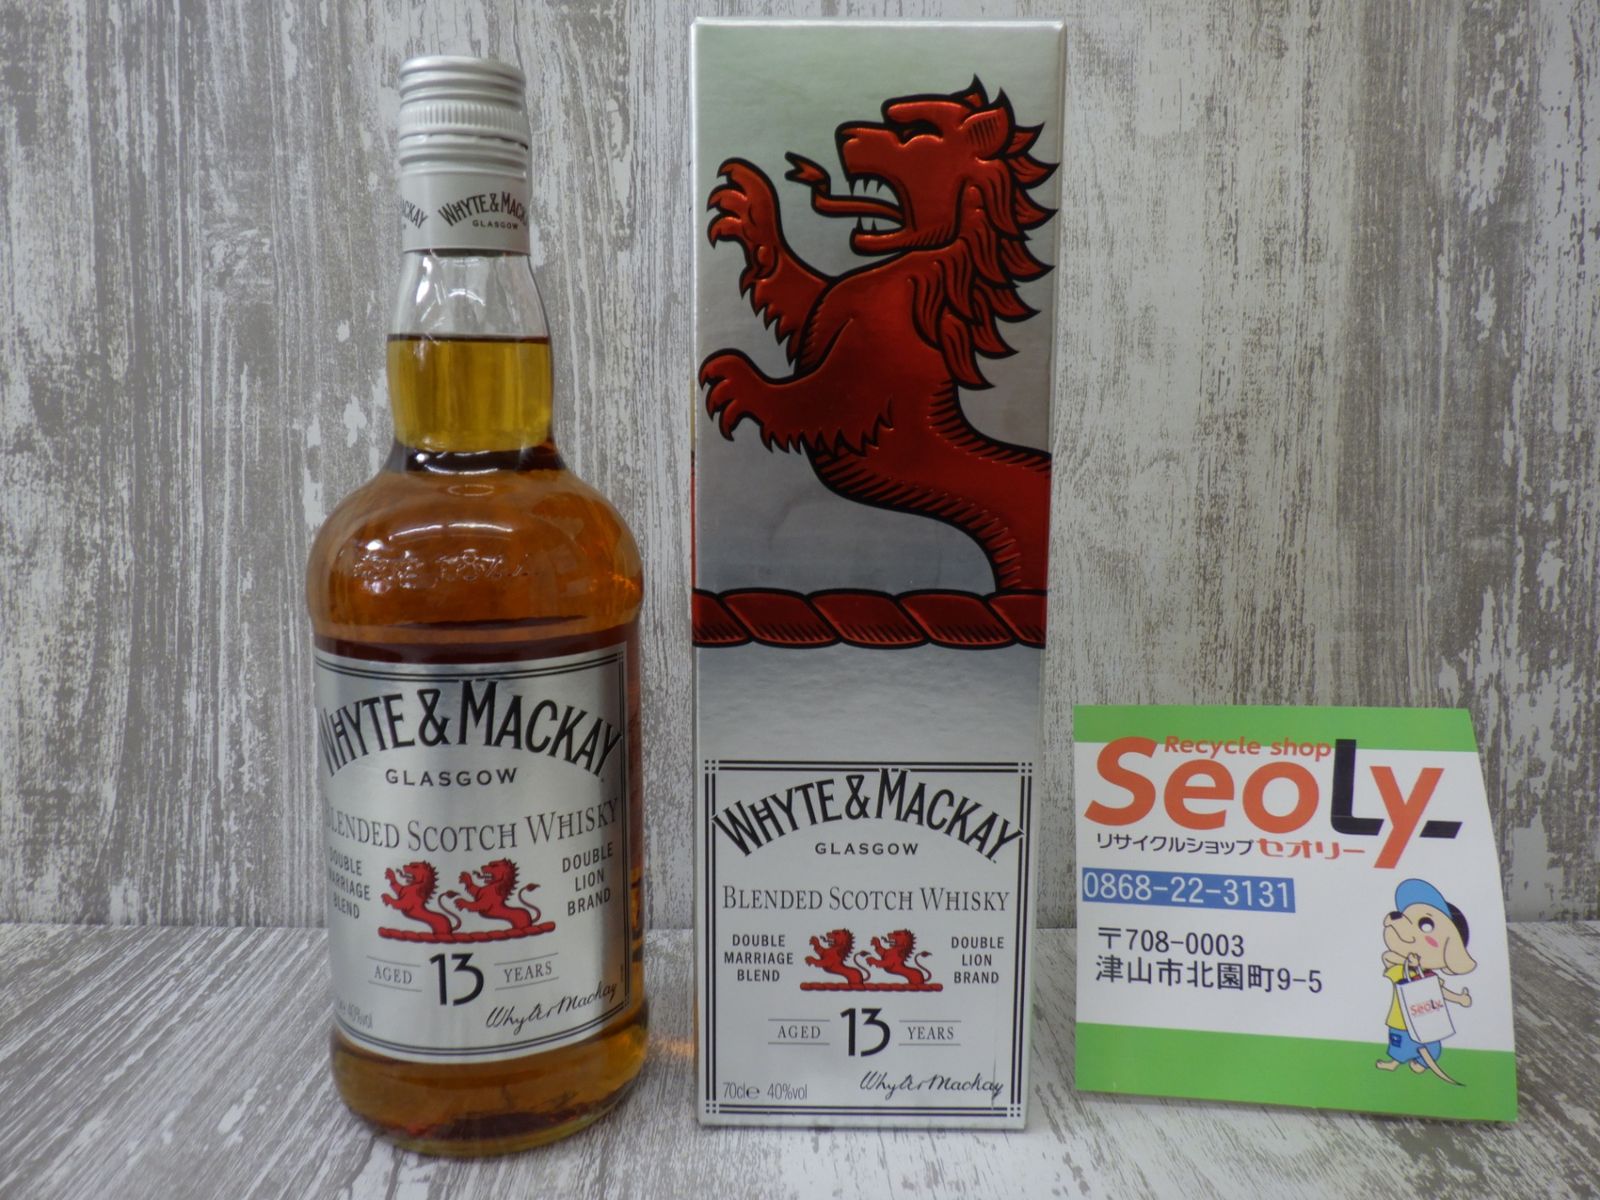 WHYTE & MACKAY
GLASGOW
WHYTE & MACKAY
GLASGOW
BLENDED SCOTCH WHISKY
DOUBLE
MARRIAGE
BLEND
DOUBLE
LION
BRAND
AGED 13 YEARS
Whyte & Mackay
40%vol
WHYTE & MACKAY
GLASGOW
BLENDED SCOTCH WHISKY
DOUBLE
MARRIAGE
BLEND
DOUBLE
LION
BRAND
AGED 13 YEARS
Whyte & Mackay
70cl e 40%vol
Recycle shop
SeoLy
リサイクルショップセオリー
0868-22-3131
〒708-0003
津山市北園町9-5
SeoLy